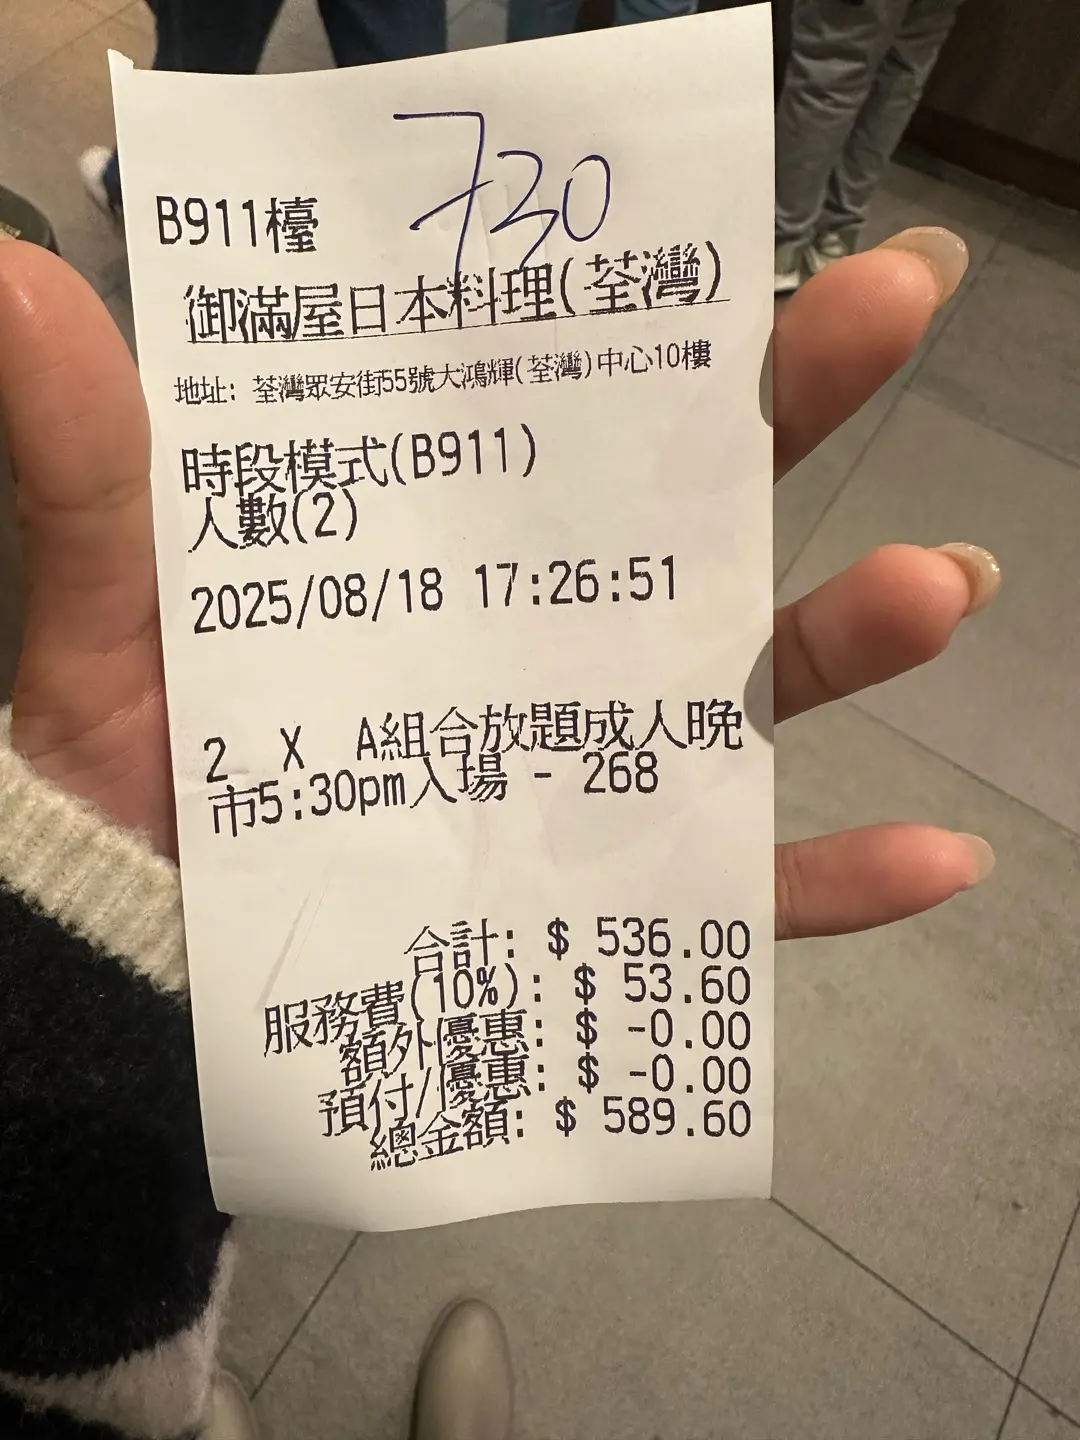 730
B911檯
御滿屋日本料理(荃灣)
地址: 荃灣眾安街55號大鴻輝(荃灣)中心10樓
時段模式(B911)
人數(2)
2025/08/18 17:26:51
2 X A組合放題成人晚
市5:30pm入場 - 268
合計: $ 536.00
服務費(10%): $ 53.60
額外優惠: $ -0.00
預付/優惠: $ -0.00
總金額: $ 589.60